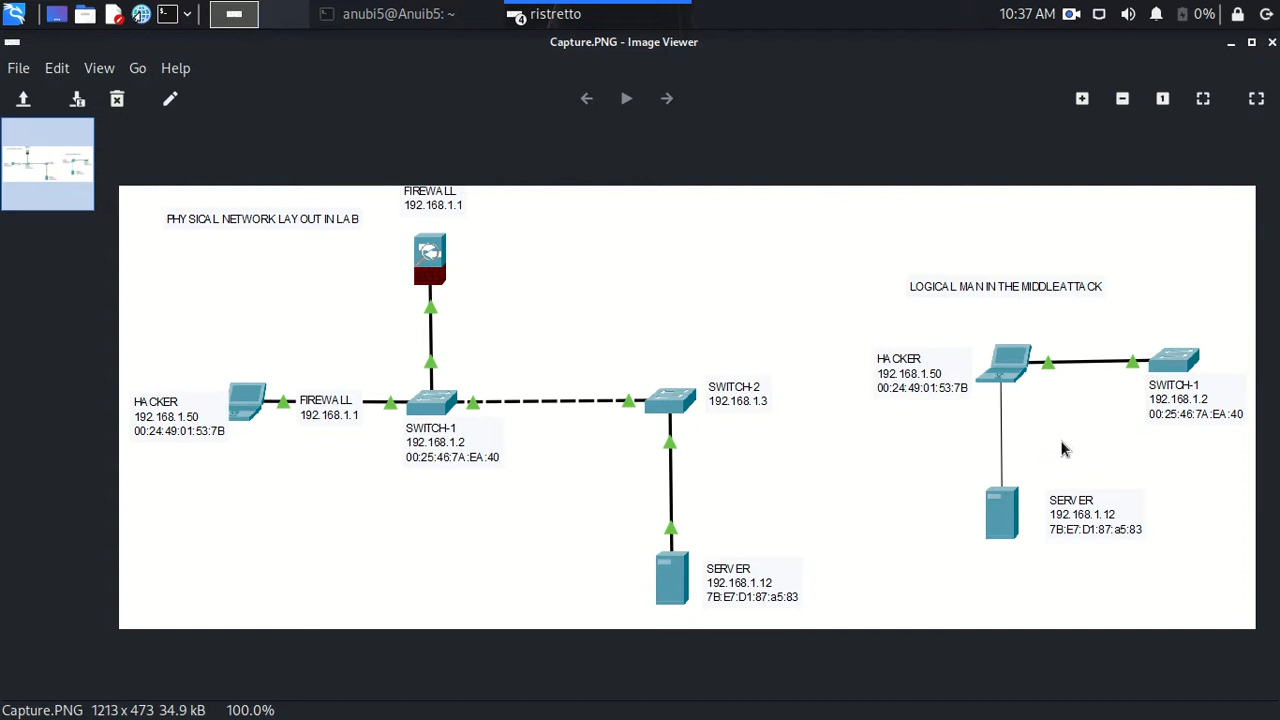 anubi5@Anuib5: ~
4
ristretto
10:37 AM
0%
Capture.PNG - Image Viewer
File Edit View Go Help
1
PHYSICAL NETWORK LAY OUT IN LAB
FIREWALL
192.168.1.1
HACKER
192.168.1.50
00:24:49:01:53:7B
FIREWALL
192.168.1.1
SWITCH-1
192.168.1.2
00:25:46:7A:EA:40
SWITCH-2
192.168.1.3
SERVER
192.168.1.12
7B:E7:D1:87:a5:83
LOGICAL MAN IN THE MIDDLE ATTACK
HACKER
192.168.1.50
00:24:49:01:53:7B
SWITCH-1
192.168.1.2
00:25:46:7A:EA:40
SERVER
192.168.1.12
7B:E7:D1:87:a5:83
Capture.PNG 1213 x 473 34.9 kB 100.0%